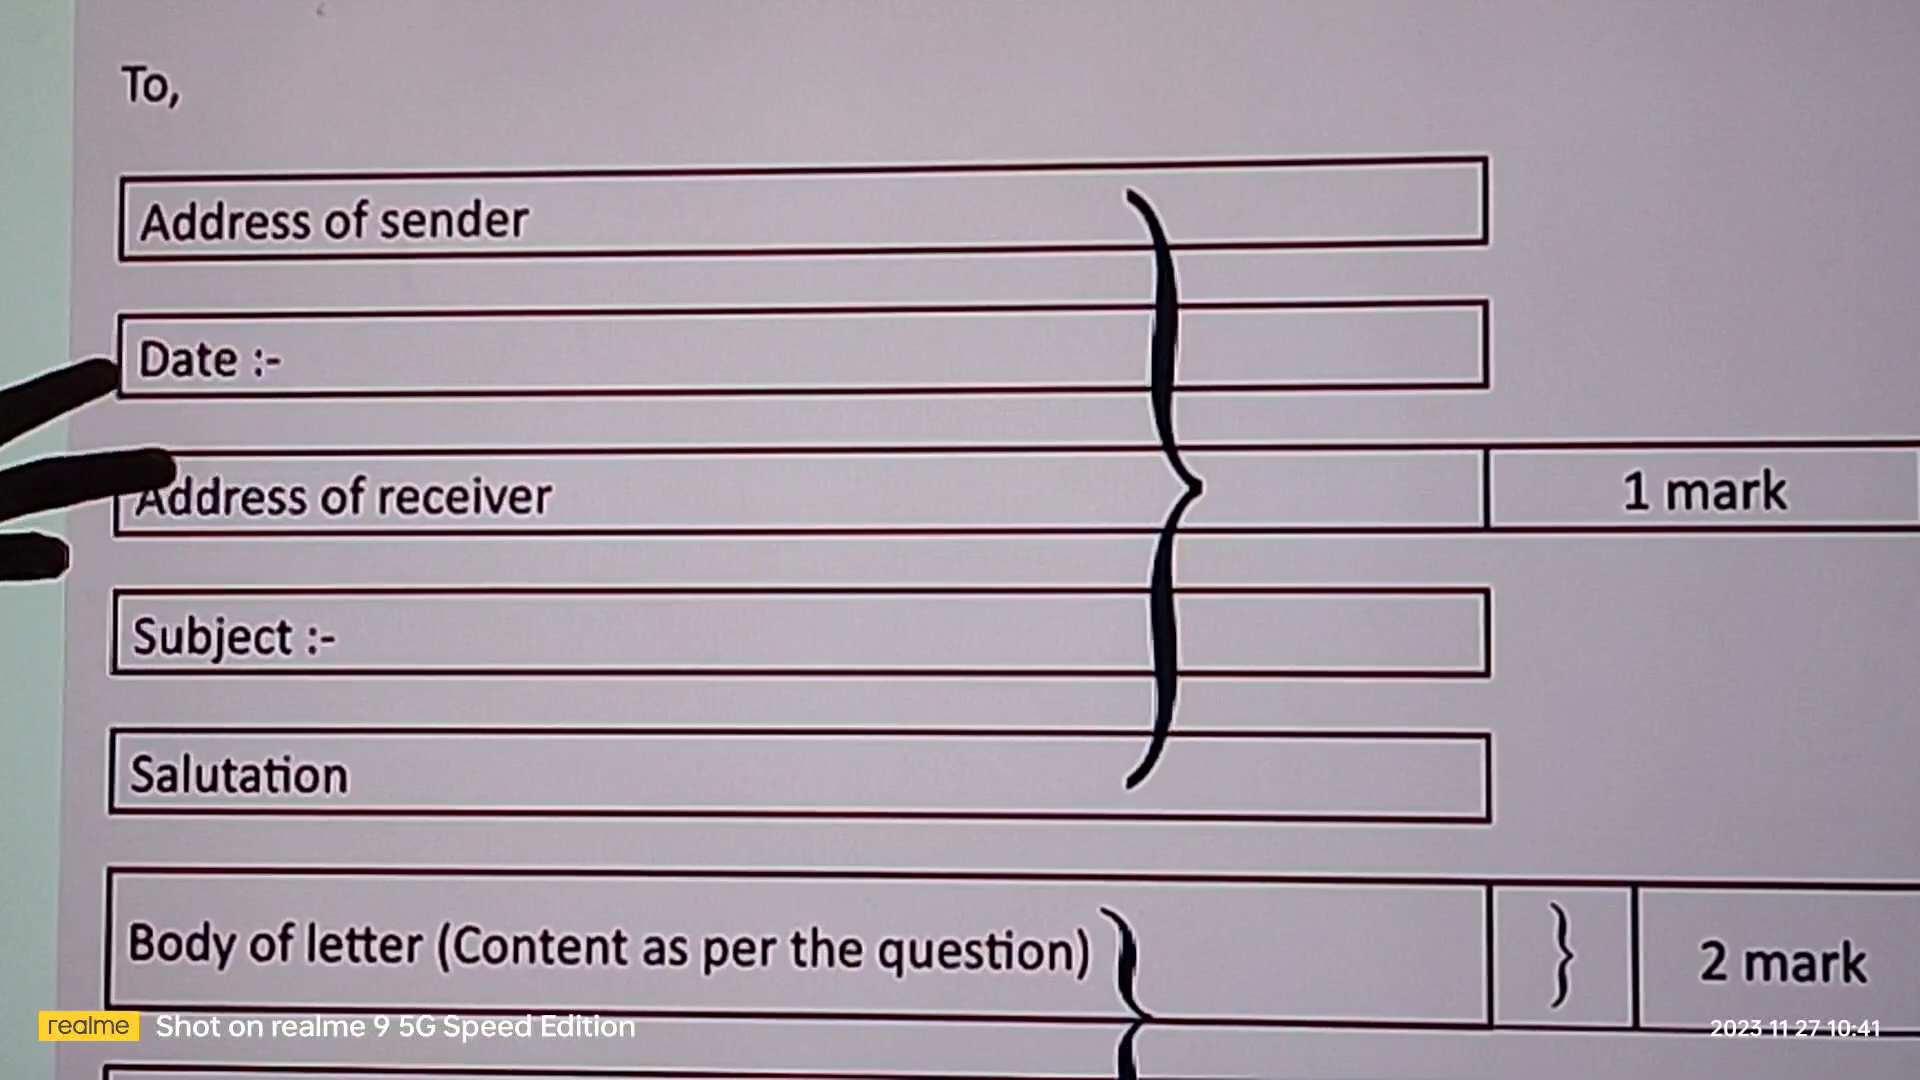 To,
Address of sender
Date :-
Address of receiver
1 mark
Subject :-
Salutation
Body of letter (Content as per the question)
}
2 mark
realme Shot on realme 9 5G Speed Edition
2023 11 27 10:41